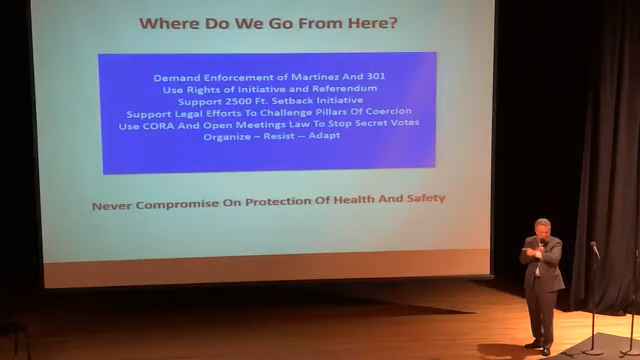 Where Do We Go From Here?
Demand Enforcement of Martinez And 301
Use Rights of Initiative and Referendum
Support 2500 Ft. Setback Initiative
Support Legal Efforts To Challenge Pillars Of Coercion
Use CORA And Open Meetings Law To Stop Secret Votes
Organize – Resist – Adapt
Never Compromise On Protection Of Health And Safety